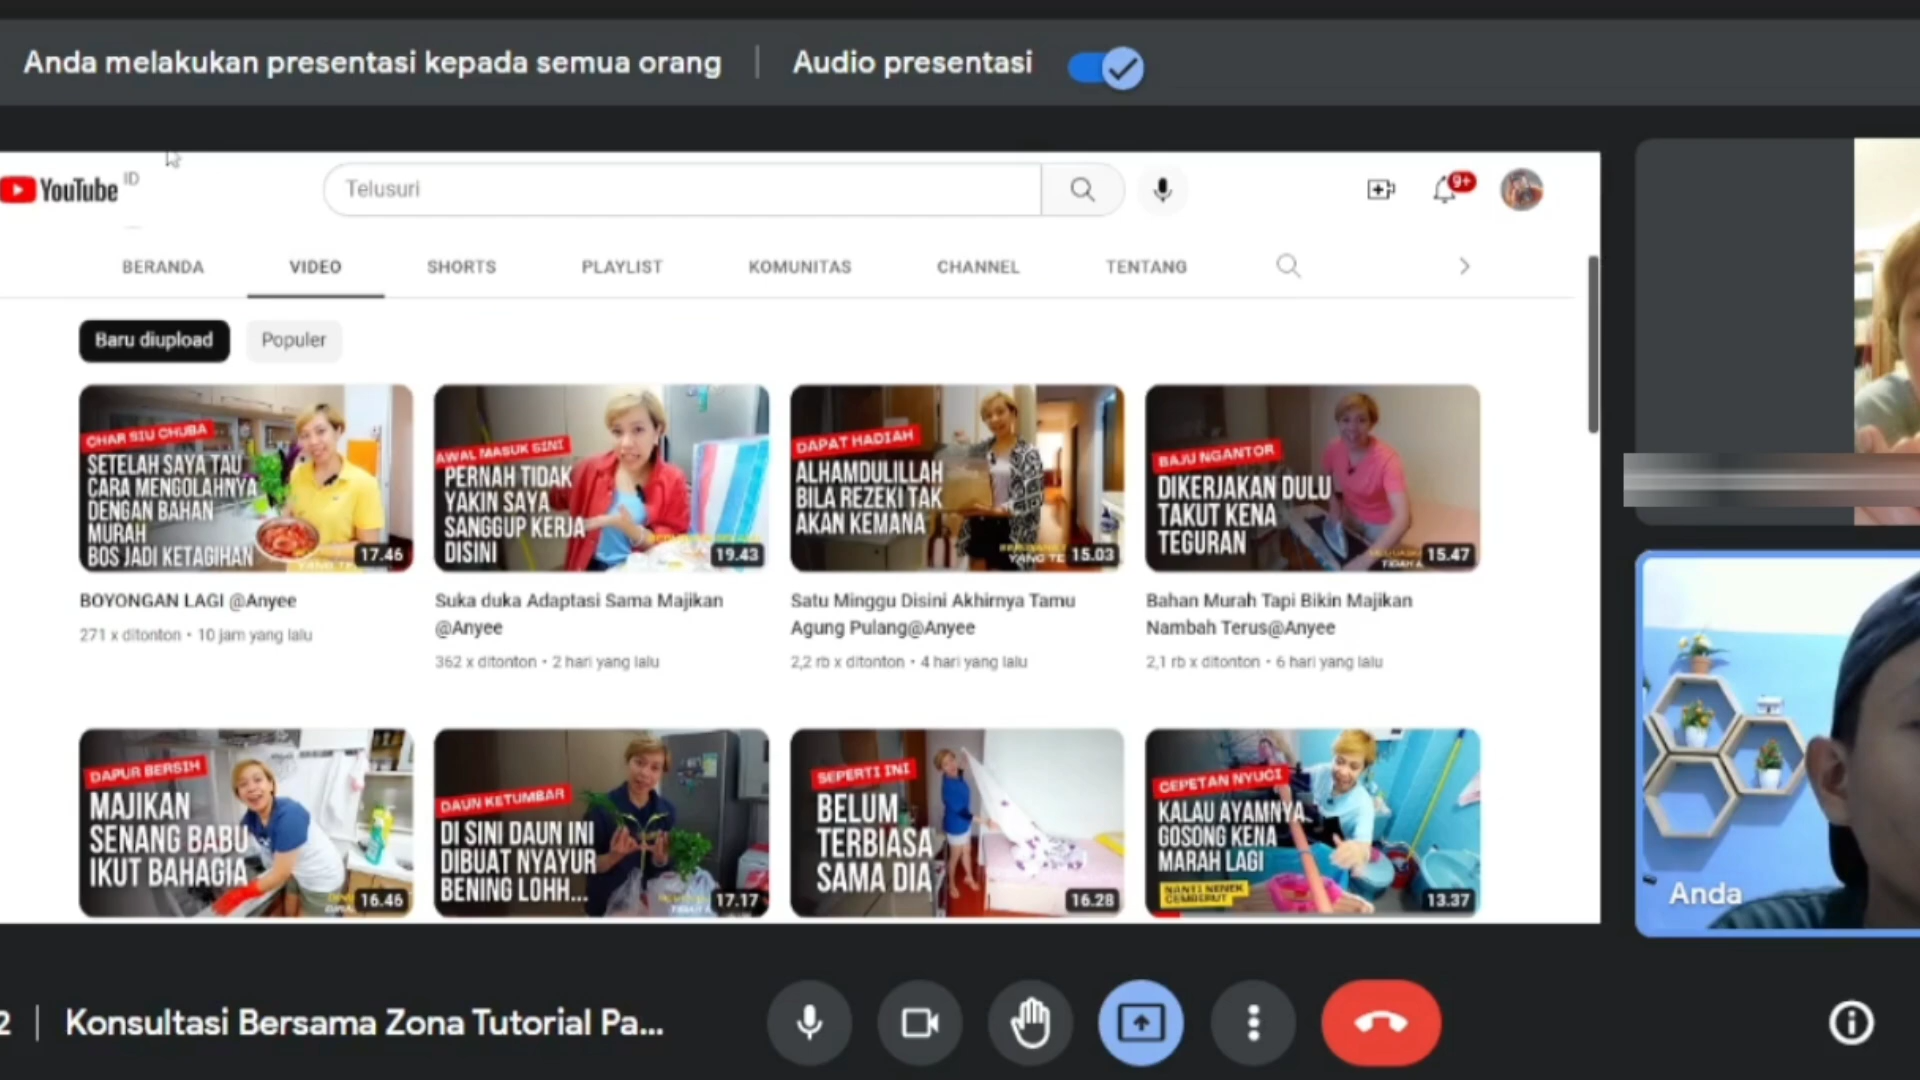 Anda melakukan presentasi kepada semua orang
Audio presentasi
YouTube ID
Telusuri
9+
BERANDA
VIDEO
SHORTS
PLAYLIST
KOMUNITAS
CHANNEL
TENTANG
Baru diupload
Populer
CHAR SIU CHUBA
SETELAH SAYA TAU
CARA MENGOLAHNYA
DENGAN BAHAN
MURAH
BOS JADI KETAGIHAN
17.46
BOYONGAN LAGI @Anyee
271 x ditonton • 10 jam yang lalu
AWAL MASUK SINI
PERNAH TIDAK
YAKIN SAYA
SANGGUP KERJA
DISINI
19.43
Suka duka Adaptasi Sama Majikan
@Anyee
362 x ditonton • 2 hari yang lalu
DAPAT HADIAH
ALHAMDULILLAH
BILA REZEKI TAK
AKAN KEMANA
YANG TE
15.03
Satu Minggu Disini Akhirnya Tamu
Agung Pulang@Anyee
2,2 rb x ditonton • 4 hari yang lalu
BAJU NGANTOR
DIKERJAKAN DULU
TAKUT KENA
TEGURAN
15.47
Bahan Murah Tapi Bikin Majikan
Nambah Terus@Anyee
2,1 rb x ditonton • 6 hari yang lalu
DAPUR BERSIH
MAJIKAN
SENANG BABU
IKUT BAHAGIA
16.46
DAUN KETUMBAR
DI SINI DAUN INI
DIBUAT NYAYUR
BENING LOHH...
17.17
SEPERTI INI
BELUM
TERBIASA
SAMA DIA
16.28
CEPETAN NYUCI
KALAU AYAMNYA
GOSONG KENA
MARAH LAGI
NANTI NENEK
CEMBERUT
13.37
Anda
2 | Konsultasi Bersama Zona Tutorial Pa...